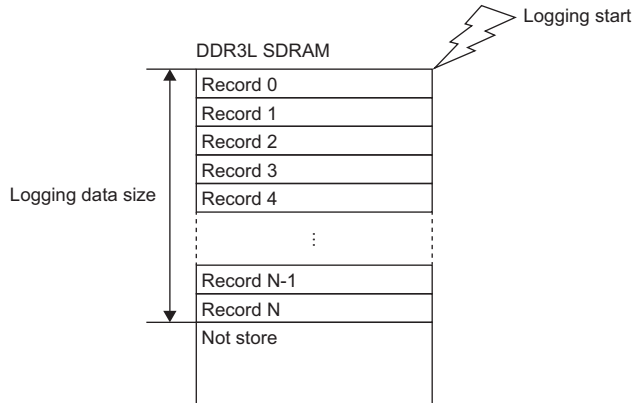 Logging start
DDR3L SDRAM
Record 0
Record 1
Record 2
Record 3
Record 4
Logging data size
⋮
Record N-1
Record N
Not store